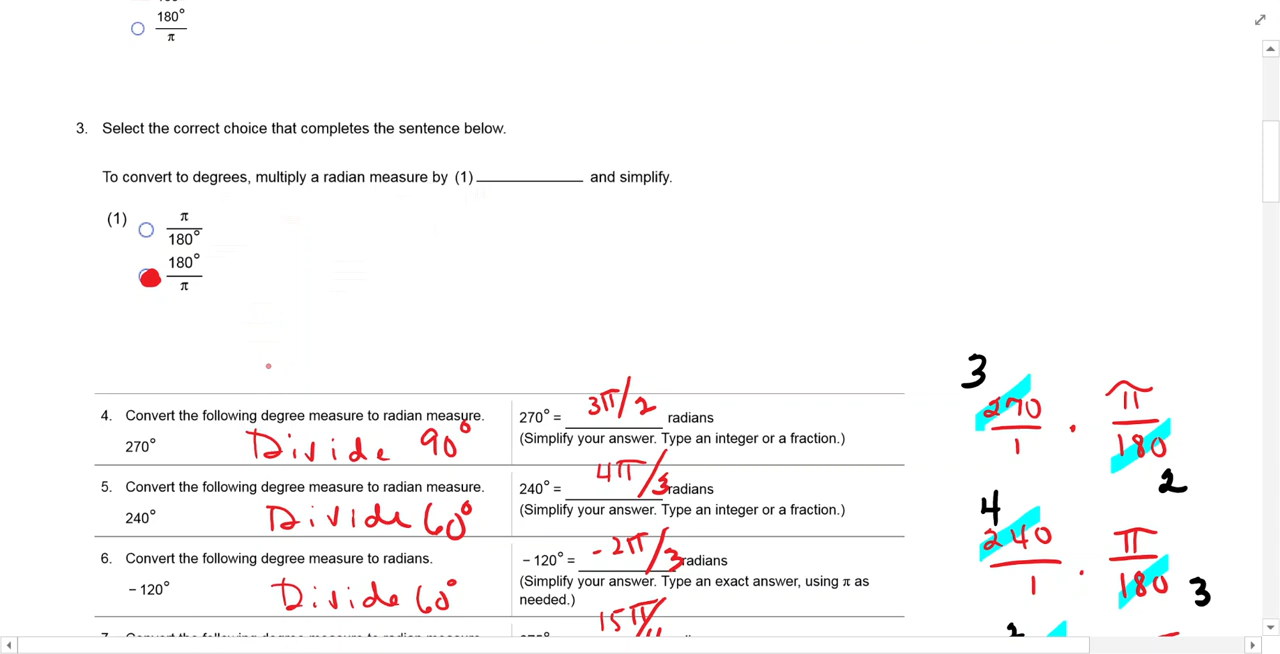 180°
π
3. Select the correct choice that completes the sentence below.
To convert to degrees, multiply a radian measure by (1) and simplify.
(1)
π
180°
180°
π
4. Convert the following degree measure to radian measure.
270°
Divide 90°
270° = 3π/2 radians
(Simplify your answer. Type an integer or a fraction.)
3
270
1
·
π
180
2
5. Convert the following degree measure to radian measure.
240°
Divide 60°
240° = 4π/3 radians
(Simplify your answer. Type an integer or a fraction.)
4
240
1
·
π
180
3
6. Convert the following degree measure to radians.
- 120°
Divide 60°
- 120° = -2π/3 radians
(Simplify your answer. Type an exact answer, using π as
needed.)
15π/